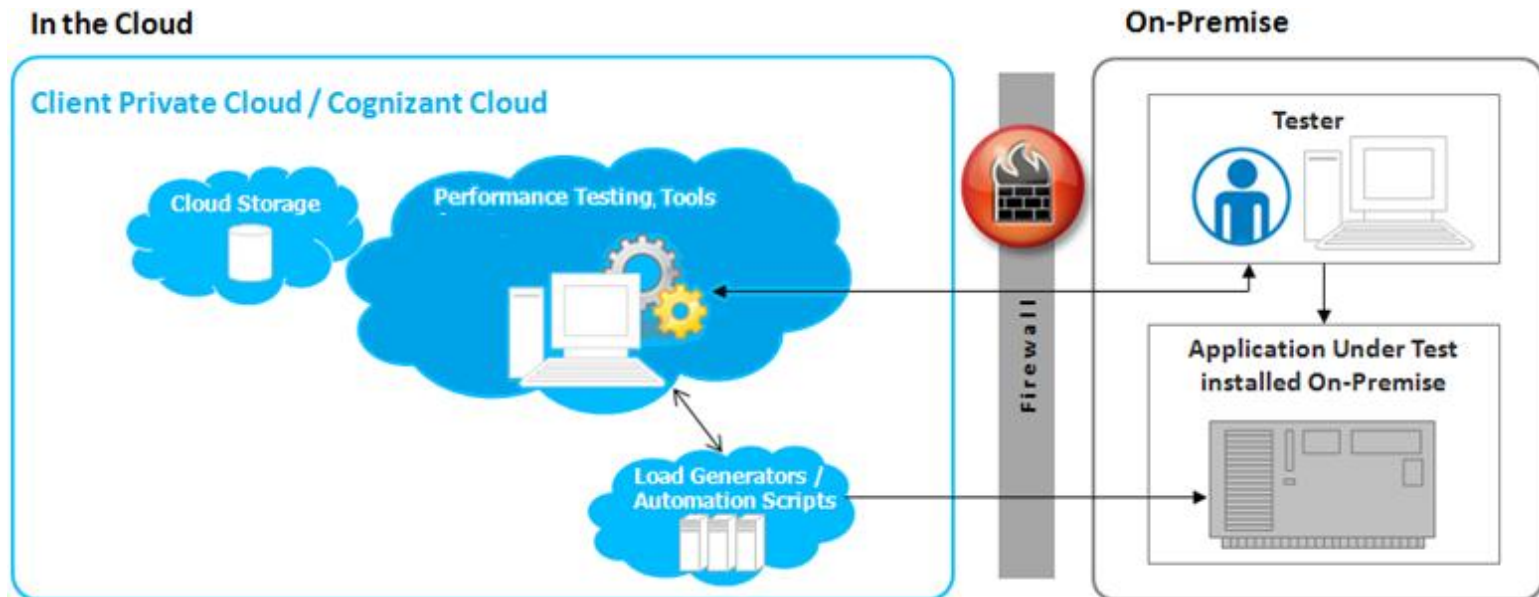 In the Cloud
On-Premise
Client Private Cloud / Cognizant Cloud
Cloud Storage
Performance Testing Tools
Firewall
Tester
Application Under Test
installed On-Premise
Load Generators /
Automation Scripts